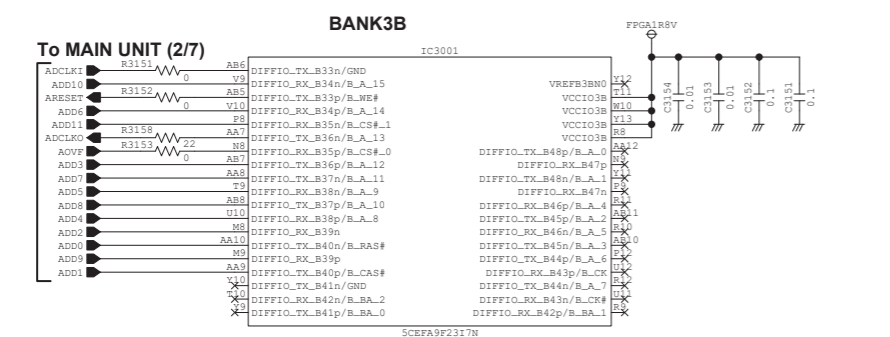 BANK3B
FPGA1R8V
To MAIN UNIT (2/7)
IC3001
ADCLKI R3151 0 AB6 DIFFIO_TX_B33n/GND
ADD10 V9 DIFFIO_RX_B34n/B_A_15 VREFB3BN0 Y12
ARESET R3152 0 AB5 DIFFIO_TX_B33p/B_WE# VCCIO3B T11
ADD6 V10 DIFFIO_RX_B34p/B_A_14 VCCIO3B W10
ADD11 P8 DIFFIO_RX_B35n/B_CS#_1 VCCIO3B Y13
ADCLKO R3158 22 AA7 DIFFIO_TX_B36n/B_A_13 VCCIO3B R8
AOVF R3153 0 N8 DIFFIO_RX_B35p/B_CS#_0 DIFFIO_TX_B48p/B_A_0 AA12
ADD3 AB7 DIFFIO_TX_B36p/B_A_12 DIFFIO_RX_B47p N9
ADD7 AA8 DIFFIO_TX_B37n/B_A_11 DIFFIO_TX_B48n/B_A_1 Y11
ADD5 T9 DIFFIO_RX_B38n/B_A_9 DIFFIO_RX_B47n P9
ADD8 AB8 DIFFIO_TX_B37p/B_A_10 DIFFIO_RX_B46p/B_A_4 R11
ADD4 U10 DIFFIO_RX_B38p/B_A_8 DIFFIO_TX_B45p/B_A_2 AB11
ADD2 M8 DIFFIO_RX_B39n DIFFIO_RX_B46n/B_A_5 R10
ADD0 AA10 DIFFIO_TX_B40n/B_RAS# DIFFIO_TX_B45n/B_A_3 AB10
ADD9 M9 DIFFIO_RX_B39p DIFFIO_TX_B44p/B_A_6 P12
ADD1 AA9 DIFFIO_TX_B40p/B_CAS# DIFFIO_RX_B43p/B_CK U12
Y10 DIFFIO_TX_B41n/GND DIFFIO_TX_B44n/B_A_7 R12
T10 DIFFIO_RX_B42n/B_BA_2 DIFFIO_RX_B43n/B_CK# U11
Y9 DIFFIO_TX_B41p/B_BA_0 DIFFIO_RX_B42p/B_BA_1 R9
C3154 0.01
C3153 0.01
C3152 0.1
C3151 0.1
5CEFA9F23I7N